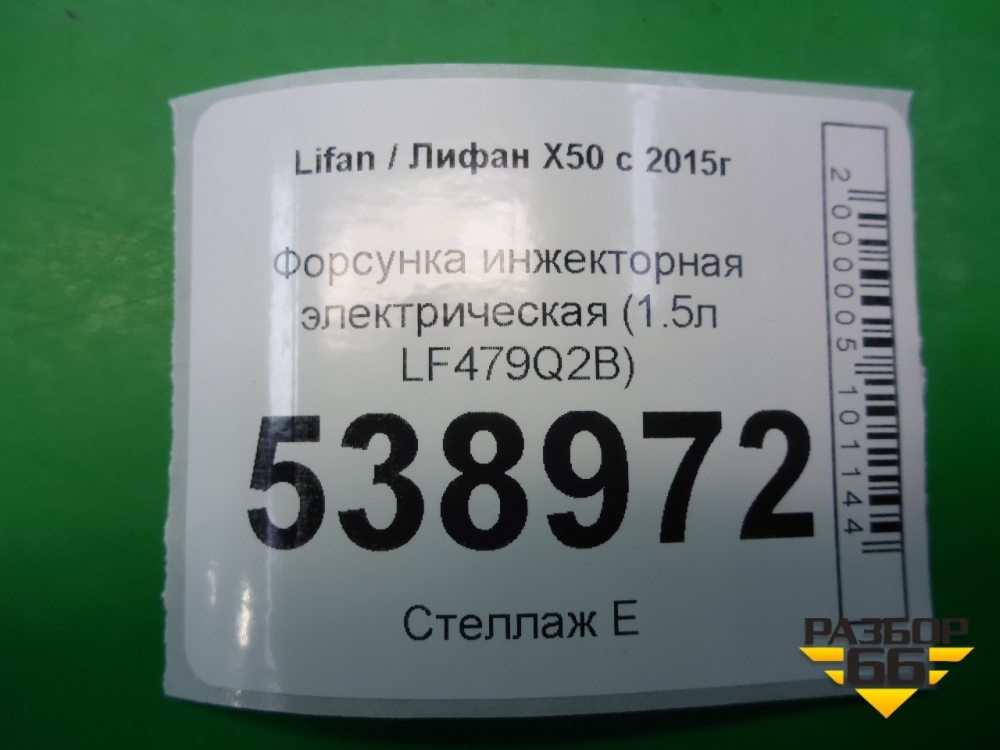 Lifan / Лифан X50 с 2015г
Форсунка инжекторная
электрическая (1.5л
LF479Q2B)
538972
Стеллаж Е
2000005101144
РАЗБОР
66